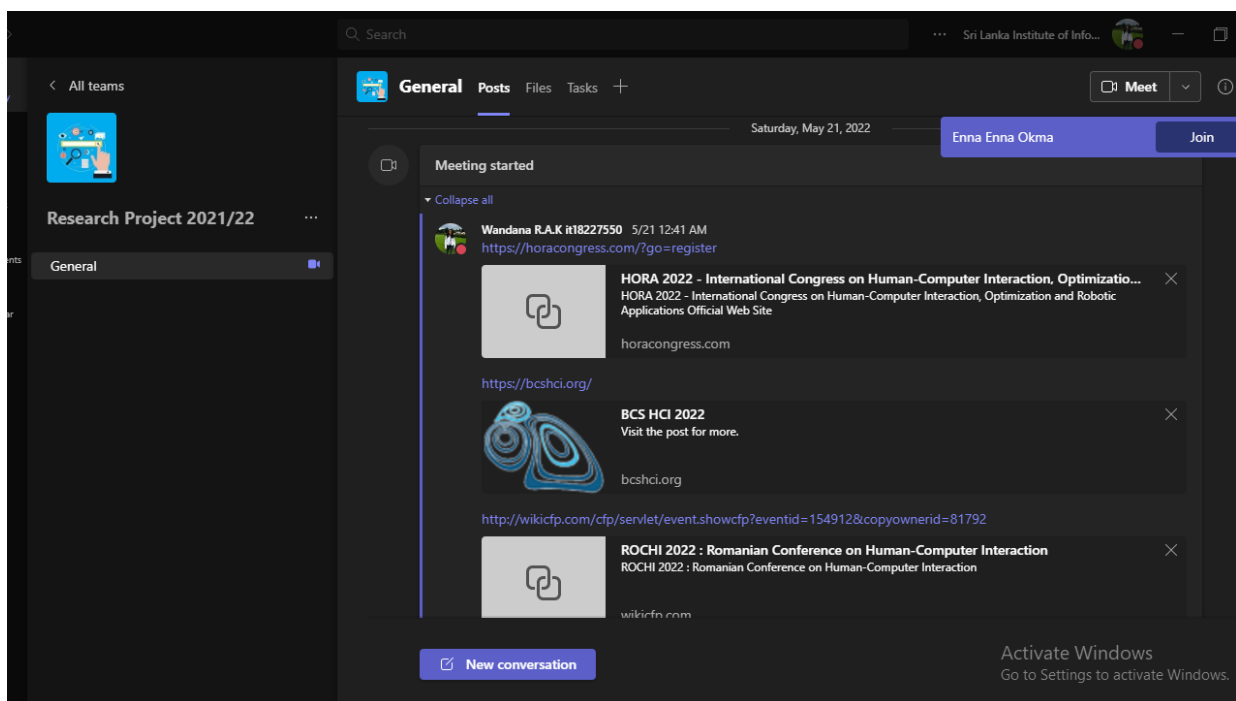 Search
... Sri Lanka Institute of Info...
All teams
Research Project 2021/22 ...
General
General Posts Files Tasks
Meet
Saturday, May 21, 2022
Enna Enna Okma Join
Meeting started
Collapse all
Wandana R.A.K it18227550 5/21 12:41 AM
https://horacongress.com/?go=register
HORA 2022 - International Congress on Human-Computer Interaction, Optimizatio...
HORA 2022 - International Congress on Human-Computer Interaction, Optimization and Robotic
Applications Official Web Site
horacongress.com
https://bcshci.org/
BCS HCI 2022
Visit the post for more.
bcshci.org
http://wikicfp.com/cfp/servlet/event.showcfp?eventid=154912&copyownerid=81792
ROCHI 2022 : Romanian Conference on Human-Computer Interaction
ROCHI 2022 : Romanian Conference on Human-Computer Interaction
wikicfp.com
New conversation
Activate Windows
Go to Settings to activate Windows.